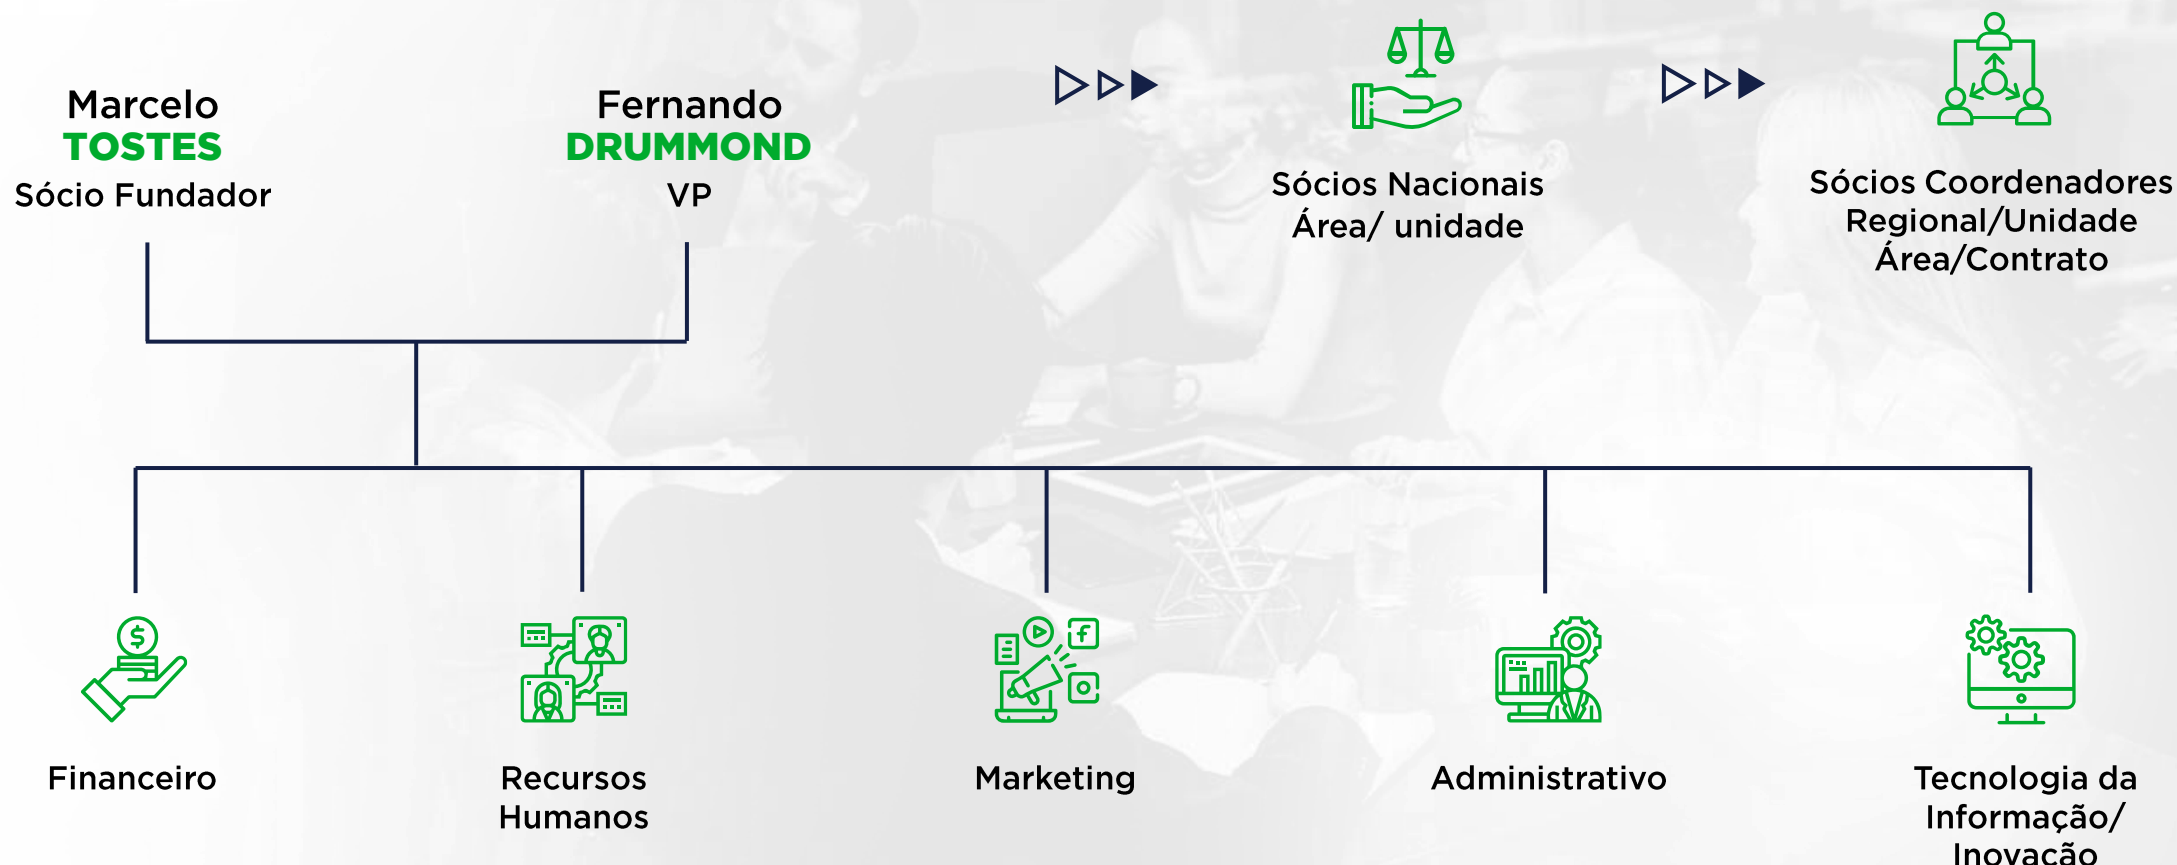 Marcelo
TOSTES
Sócio Fundador
Fernando
DRUMMOND
VP
Sócios Nacionais
Área/ unidade
Sócios Coordenadores
Regional/Unidade
Área/Contrato
Financeiro
Recursos
Humanos
Marketing
Administrativo
Tecnologia da
Informação/
Inovação